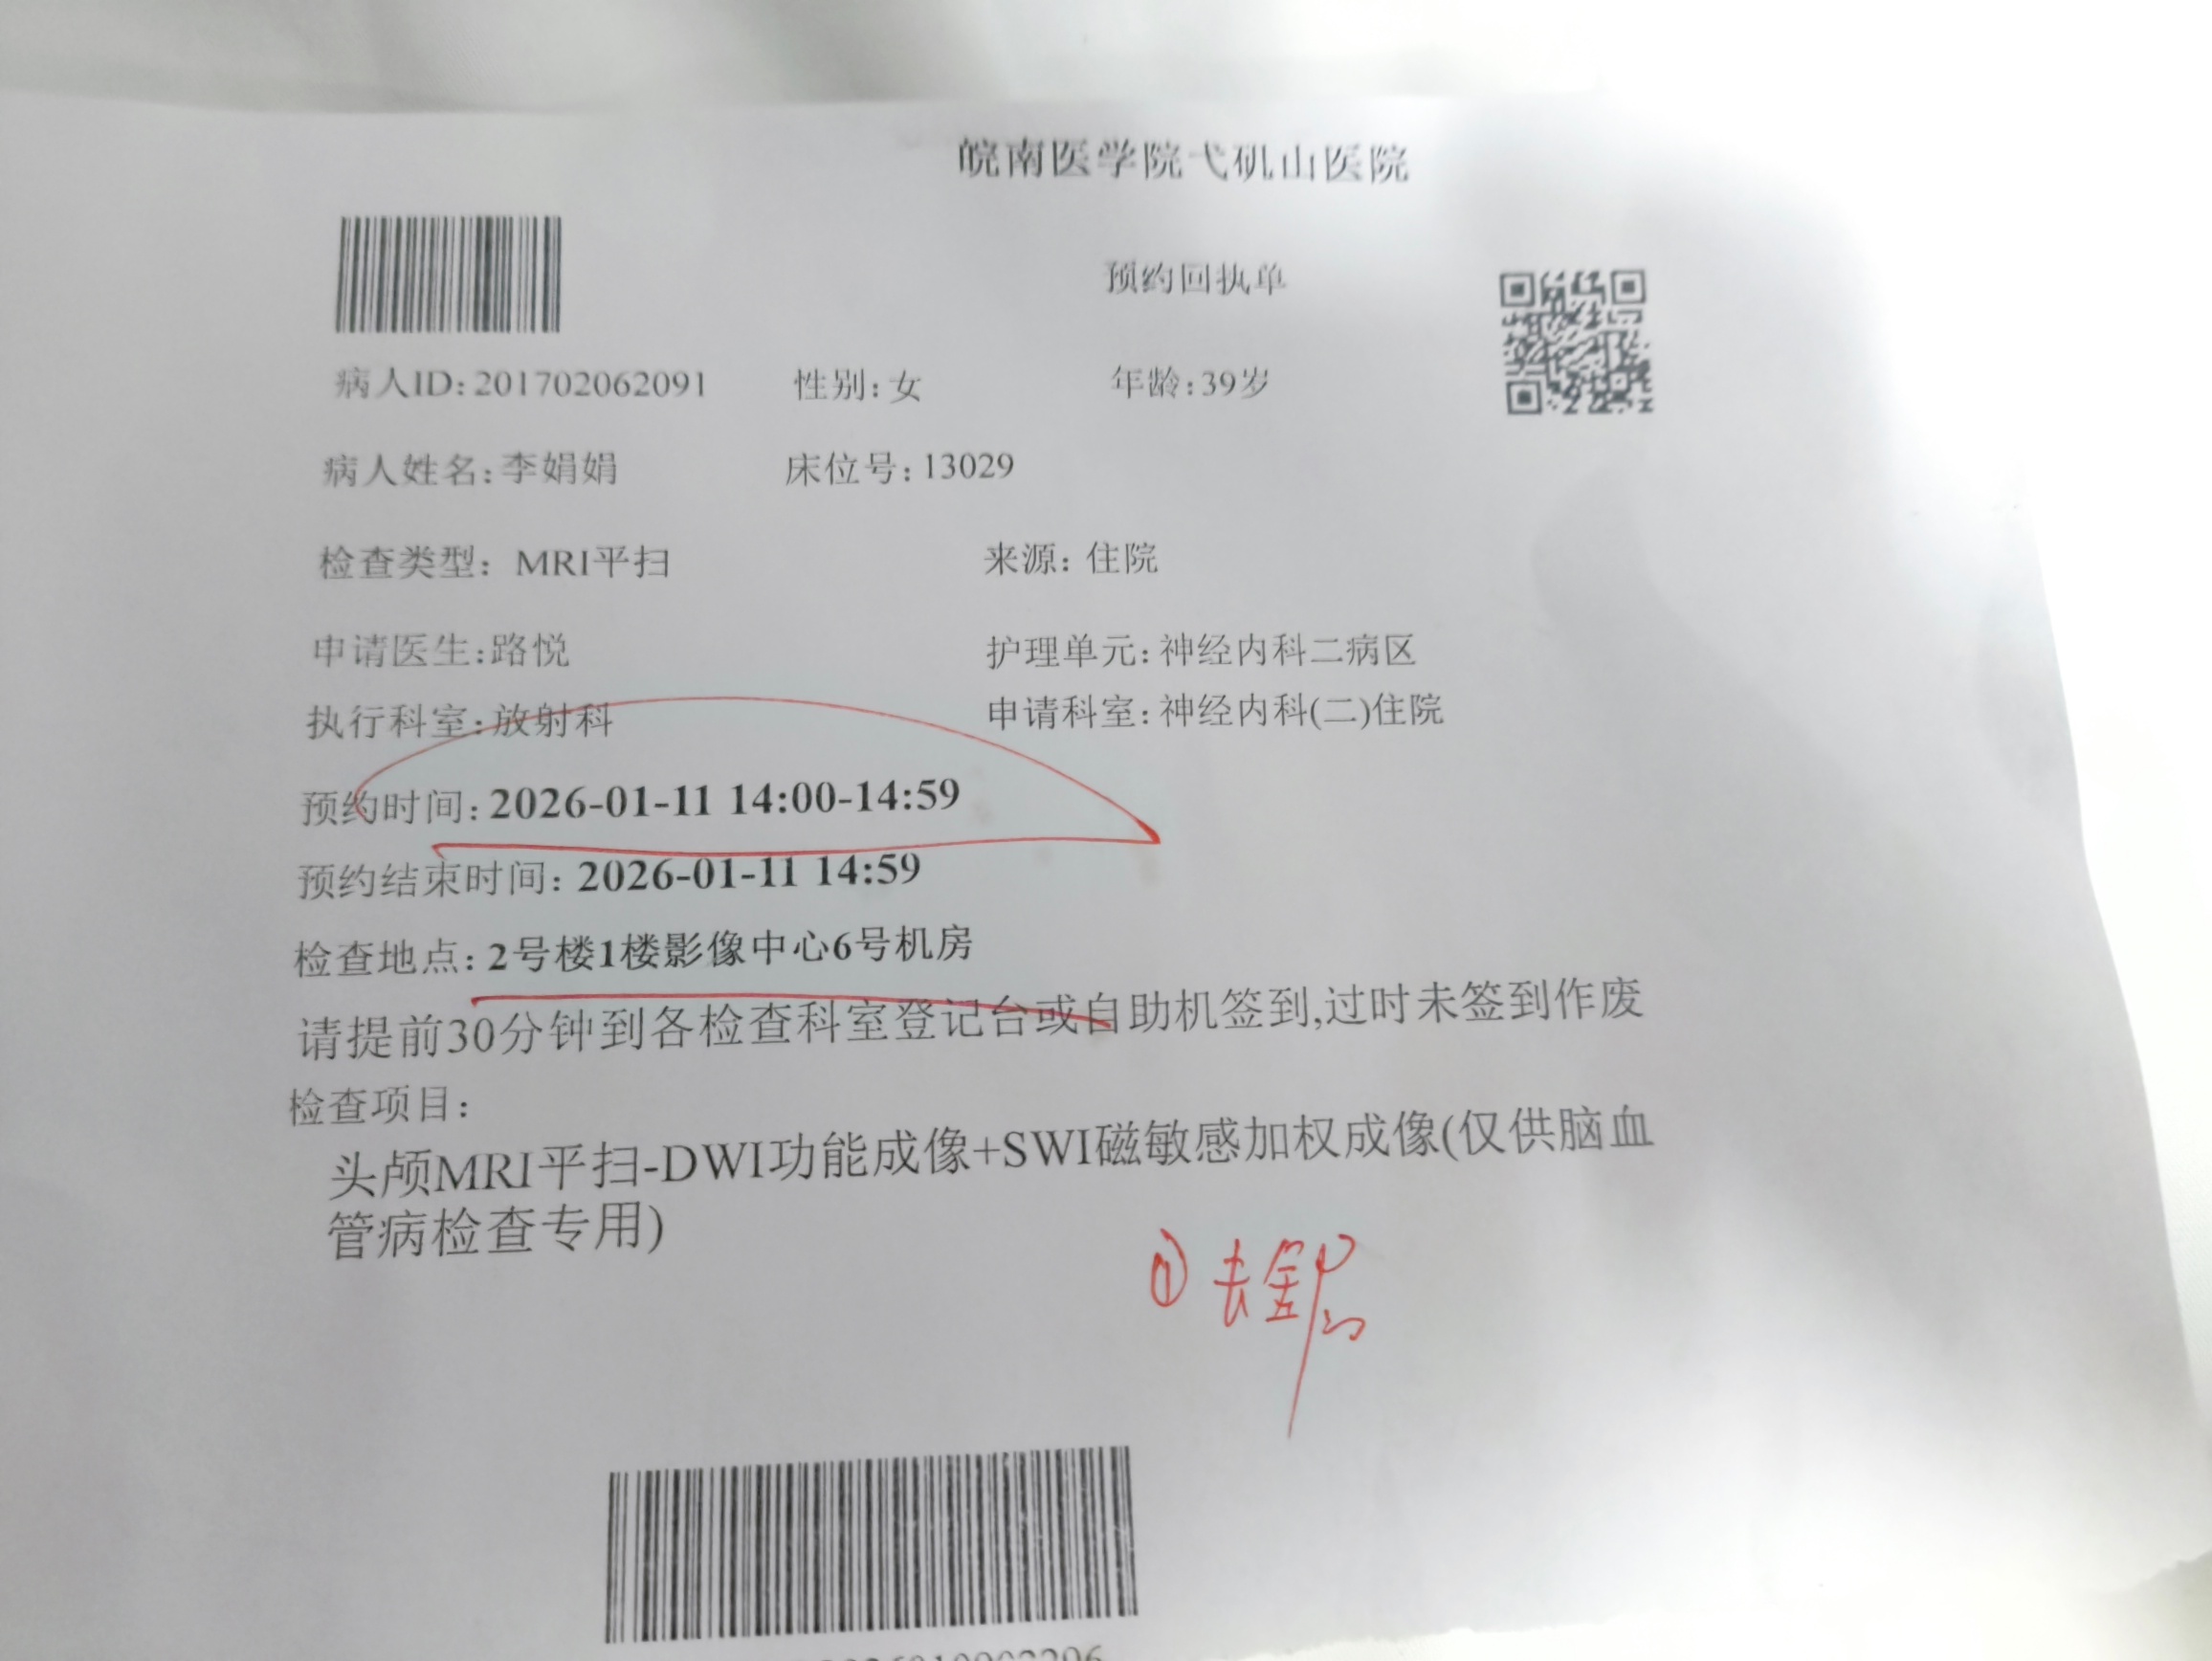 皖南医学院弋矶山医院
预约回执单
病人ID:201702062091 性别:女 年龄:39岁
病人姓名:李娟娟 床位号:13029
检查类型: MRI平扫 来源: 住院
申请医生:路悦 护理单元:神经内科二病区
执行科室:放射科 申请科室:神经内科(二)住院
预约时间:2026-01-11 14:00-14:59
预约结束时间: 2026-01-11 14:59
检查地点: 2号楼1楼影像中心6号机房
请提前30分钟到各检查科室登记台或自助机签到,过时未签到作废
检查项目:
头颅MRI平扫-DWI功能成像+SWI磁敏感加权成像(仅供脑血
管病检查专用)
① 去金属